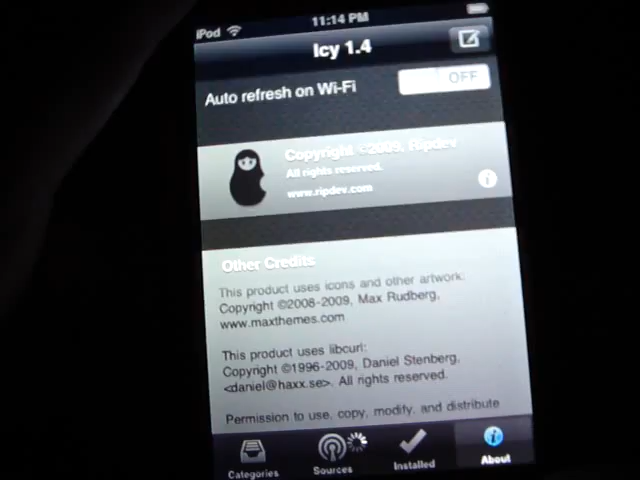 iPod 11:14 PM
Icy 1.4
Auto refresh on Wi-Fi OFF
Copyright ©2009, Ripdev
All rights reserved.
www.ripdev.com
Other Credits
This product uses icons and other artwork:
Copyright ©2008-2009, Max Rudberg,
www.maxthemes.com
This product uses libcurl:
Copyright ©1996-2009, Daniel Stenberg,
<daniel@haxx.se>. All rights reserved.
Permission to use, copy, modify, and distribute
Categories Sources Installed About